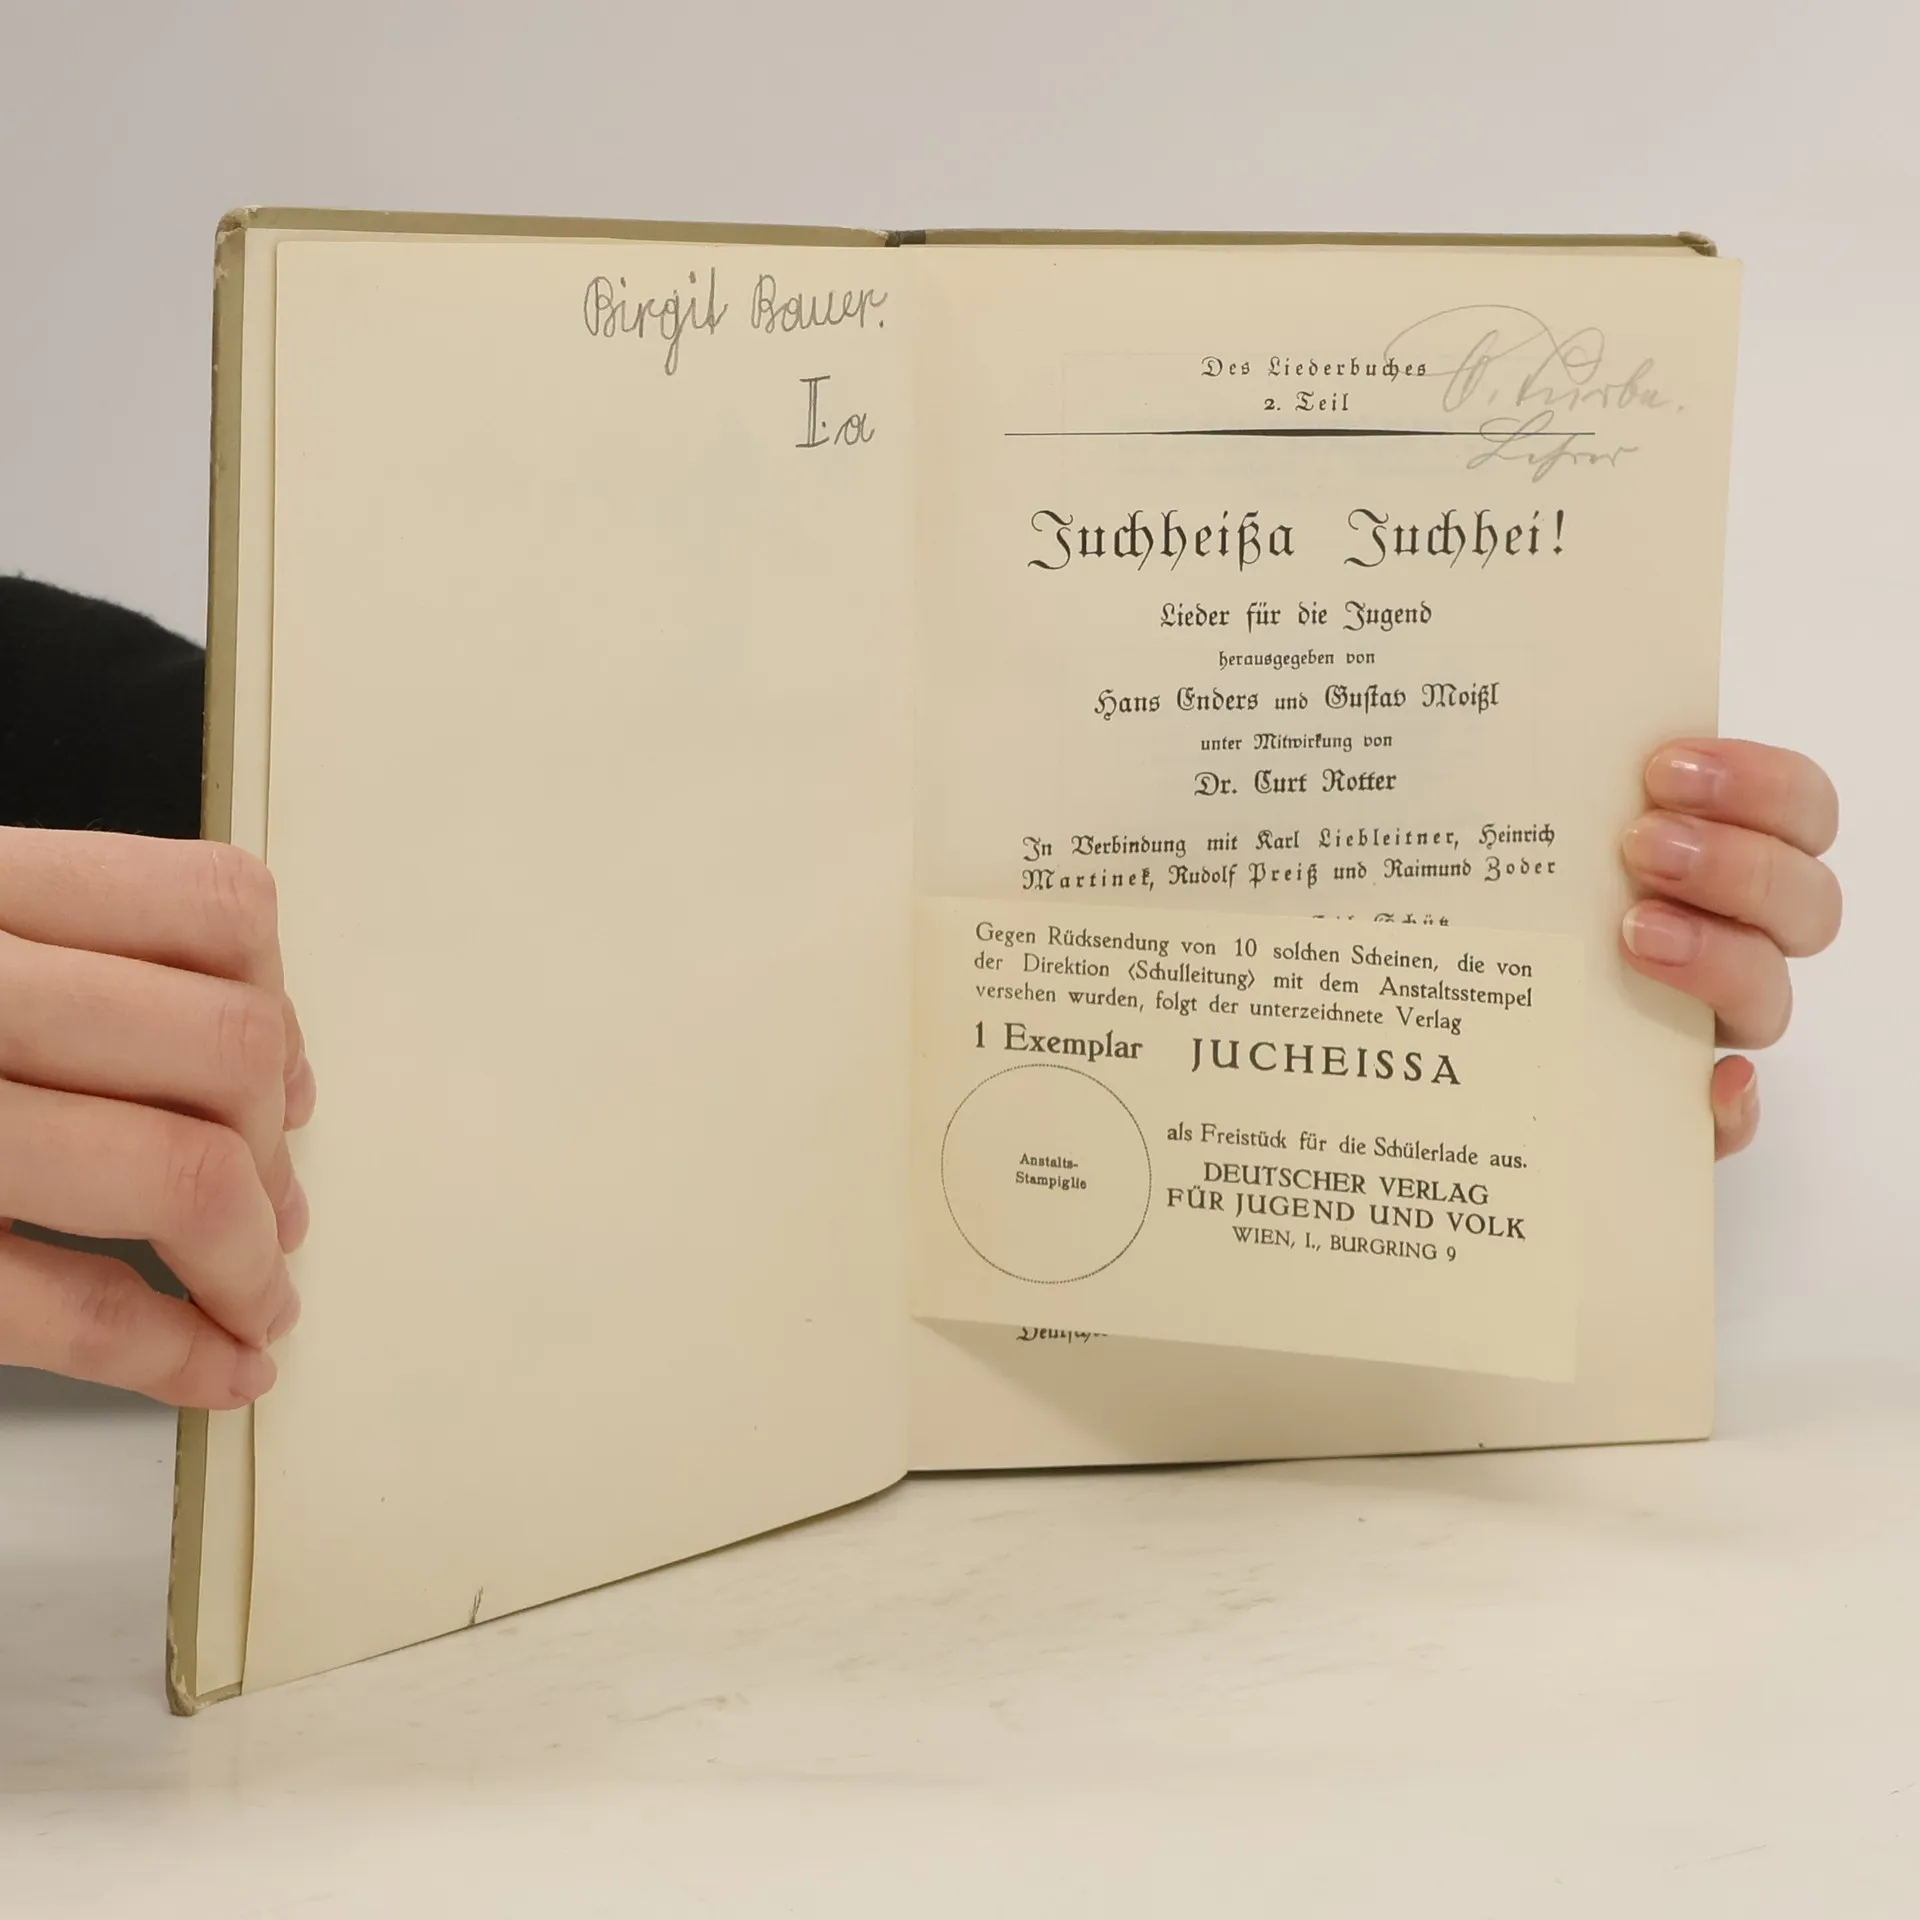 Birgit Bauer.
I.a
Des Liederbuches
2. Teil
Lehrer
Juchheißa Juchhei!
Lieder für die Jugend
herausgegeben von
Hans Enders und Gustav Moißl
unter Mitwirkung von
Dr. Curt Rotter
In Verbindung mit Karl Liebleitner, Heinrich
Martinek, Rudolf Preiß und Raimund Zoder
Gegen Rücksendung von 10 solchen Scheinen, die von
der Direktion (Schulleitung) mit dem Anstaltsstempel
versehen wurden, folgt der unterzeichnete Verlag
1 Exemplar JUCHEISSA
Anstalts-
Stampiglie
als Freistück für die Schülerlade aus.
DEUTSCHER VERLAG
FÜR JUGEND UND VOLK
WIEN, I., BURGRING 9